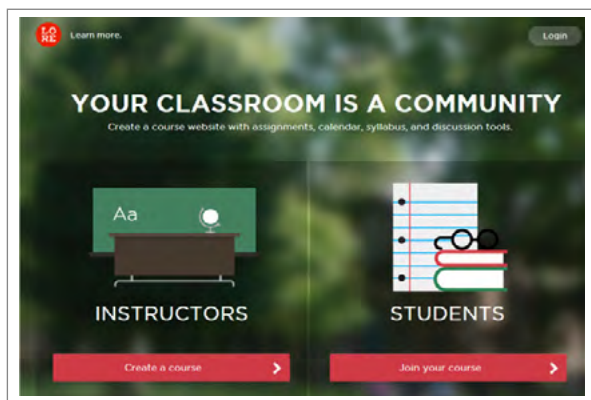 LO
RE
Learn more.
Login
YOUR CLASSROOM IS A COMMUNITY
Create a course website with assignments, calendar, syllabus, and discussion tools.
Aa
INSTRUCTORS
STUDENTS
Create a course
Join your course